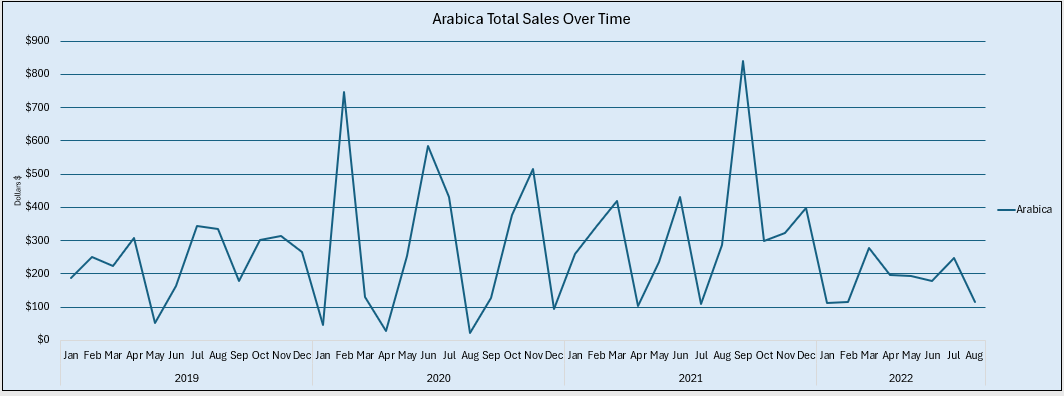 Arabica Total Sales Over Time
$900
$800
$700
$600
$500
$400
$300
$200
$100
$0
Dollars $
Jan Feb Mar Apr May Jun Jul Aug Sep Oct Nov Dec Jan Feb Mar Apr May Jun Jul Aug Sep Oct Nov Dec Jan Feb Mar Apr May Jun Jul Aug Sep Oct Nov Dec Jan Feb Mar Apr May Jun Jul Aug
2019 2020 2021 2022
Arabica